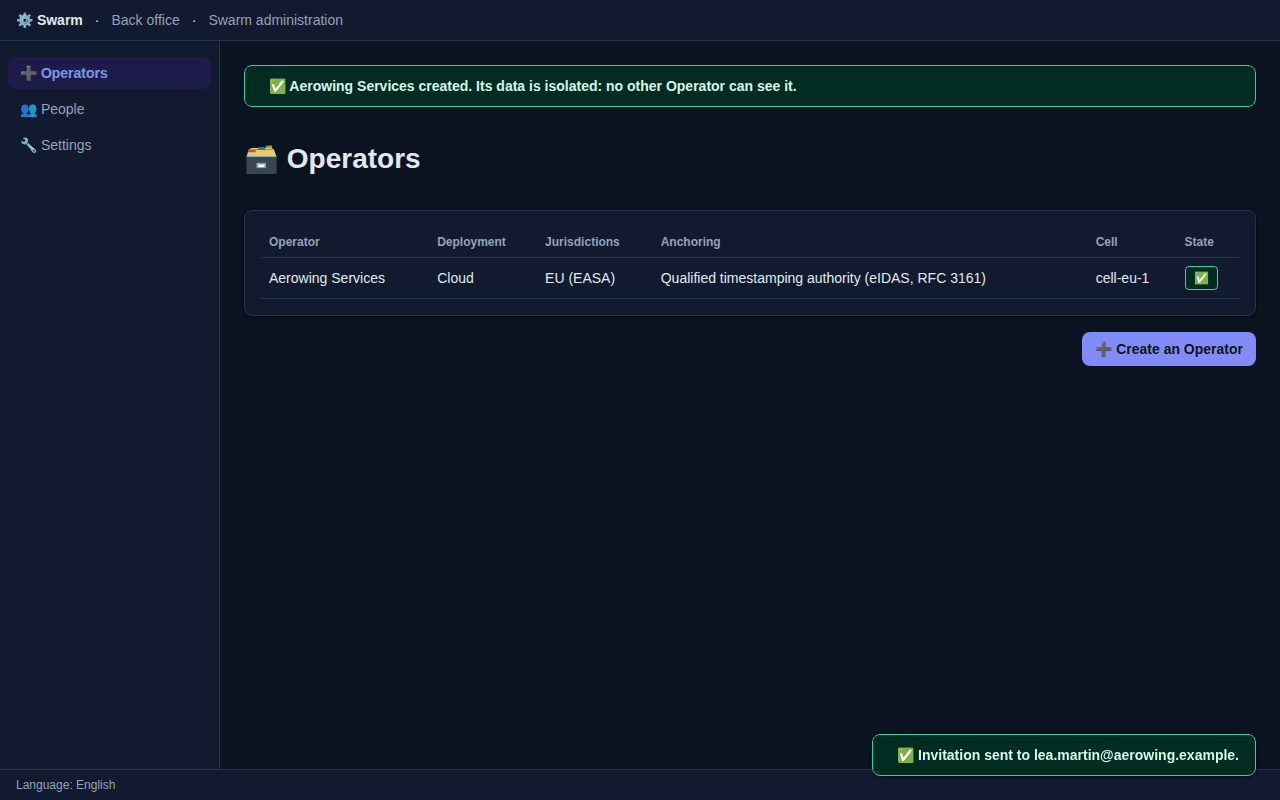 ⚙️ Swarm · Back office · Swarm administration
➕ Operators
👥 People
🔧 Settings
✅ Aerowing Services created. Its data is isolated: no other Operator can see it.
🗃️ Operators
Operator Deployment Jurisdictions Anchoring Cell State
Aerowing Services Cloud EU (EASA) Qualified timestamping authority (eIDAS, RFC 3161) cell-eu-1 ✅
➕ Create an Operator
✅ Invitation sent to lea.martin@aerowing.example.
Language: English